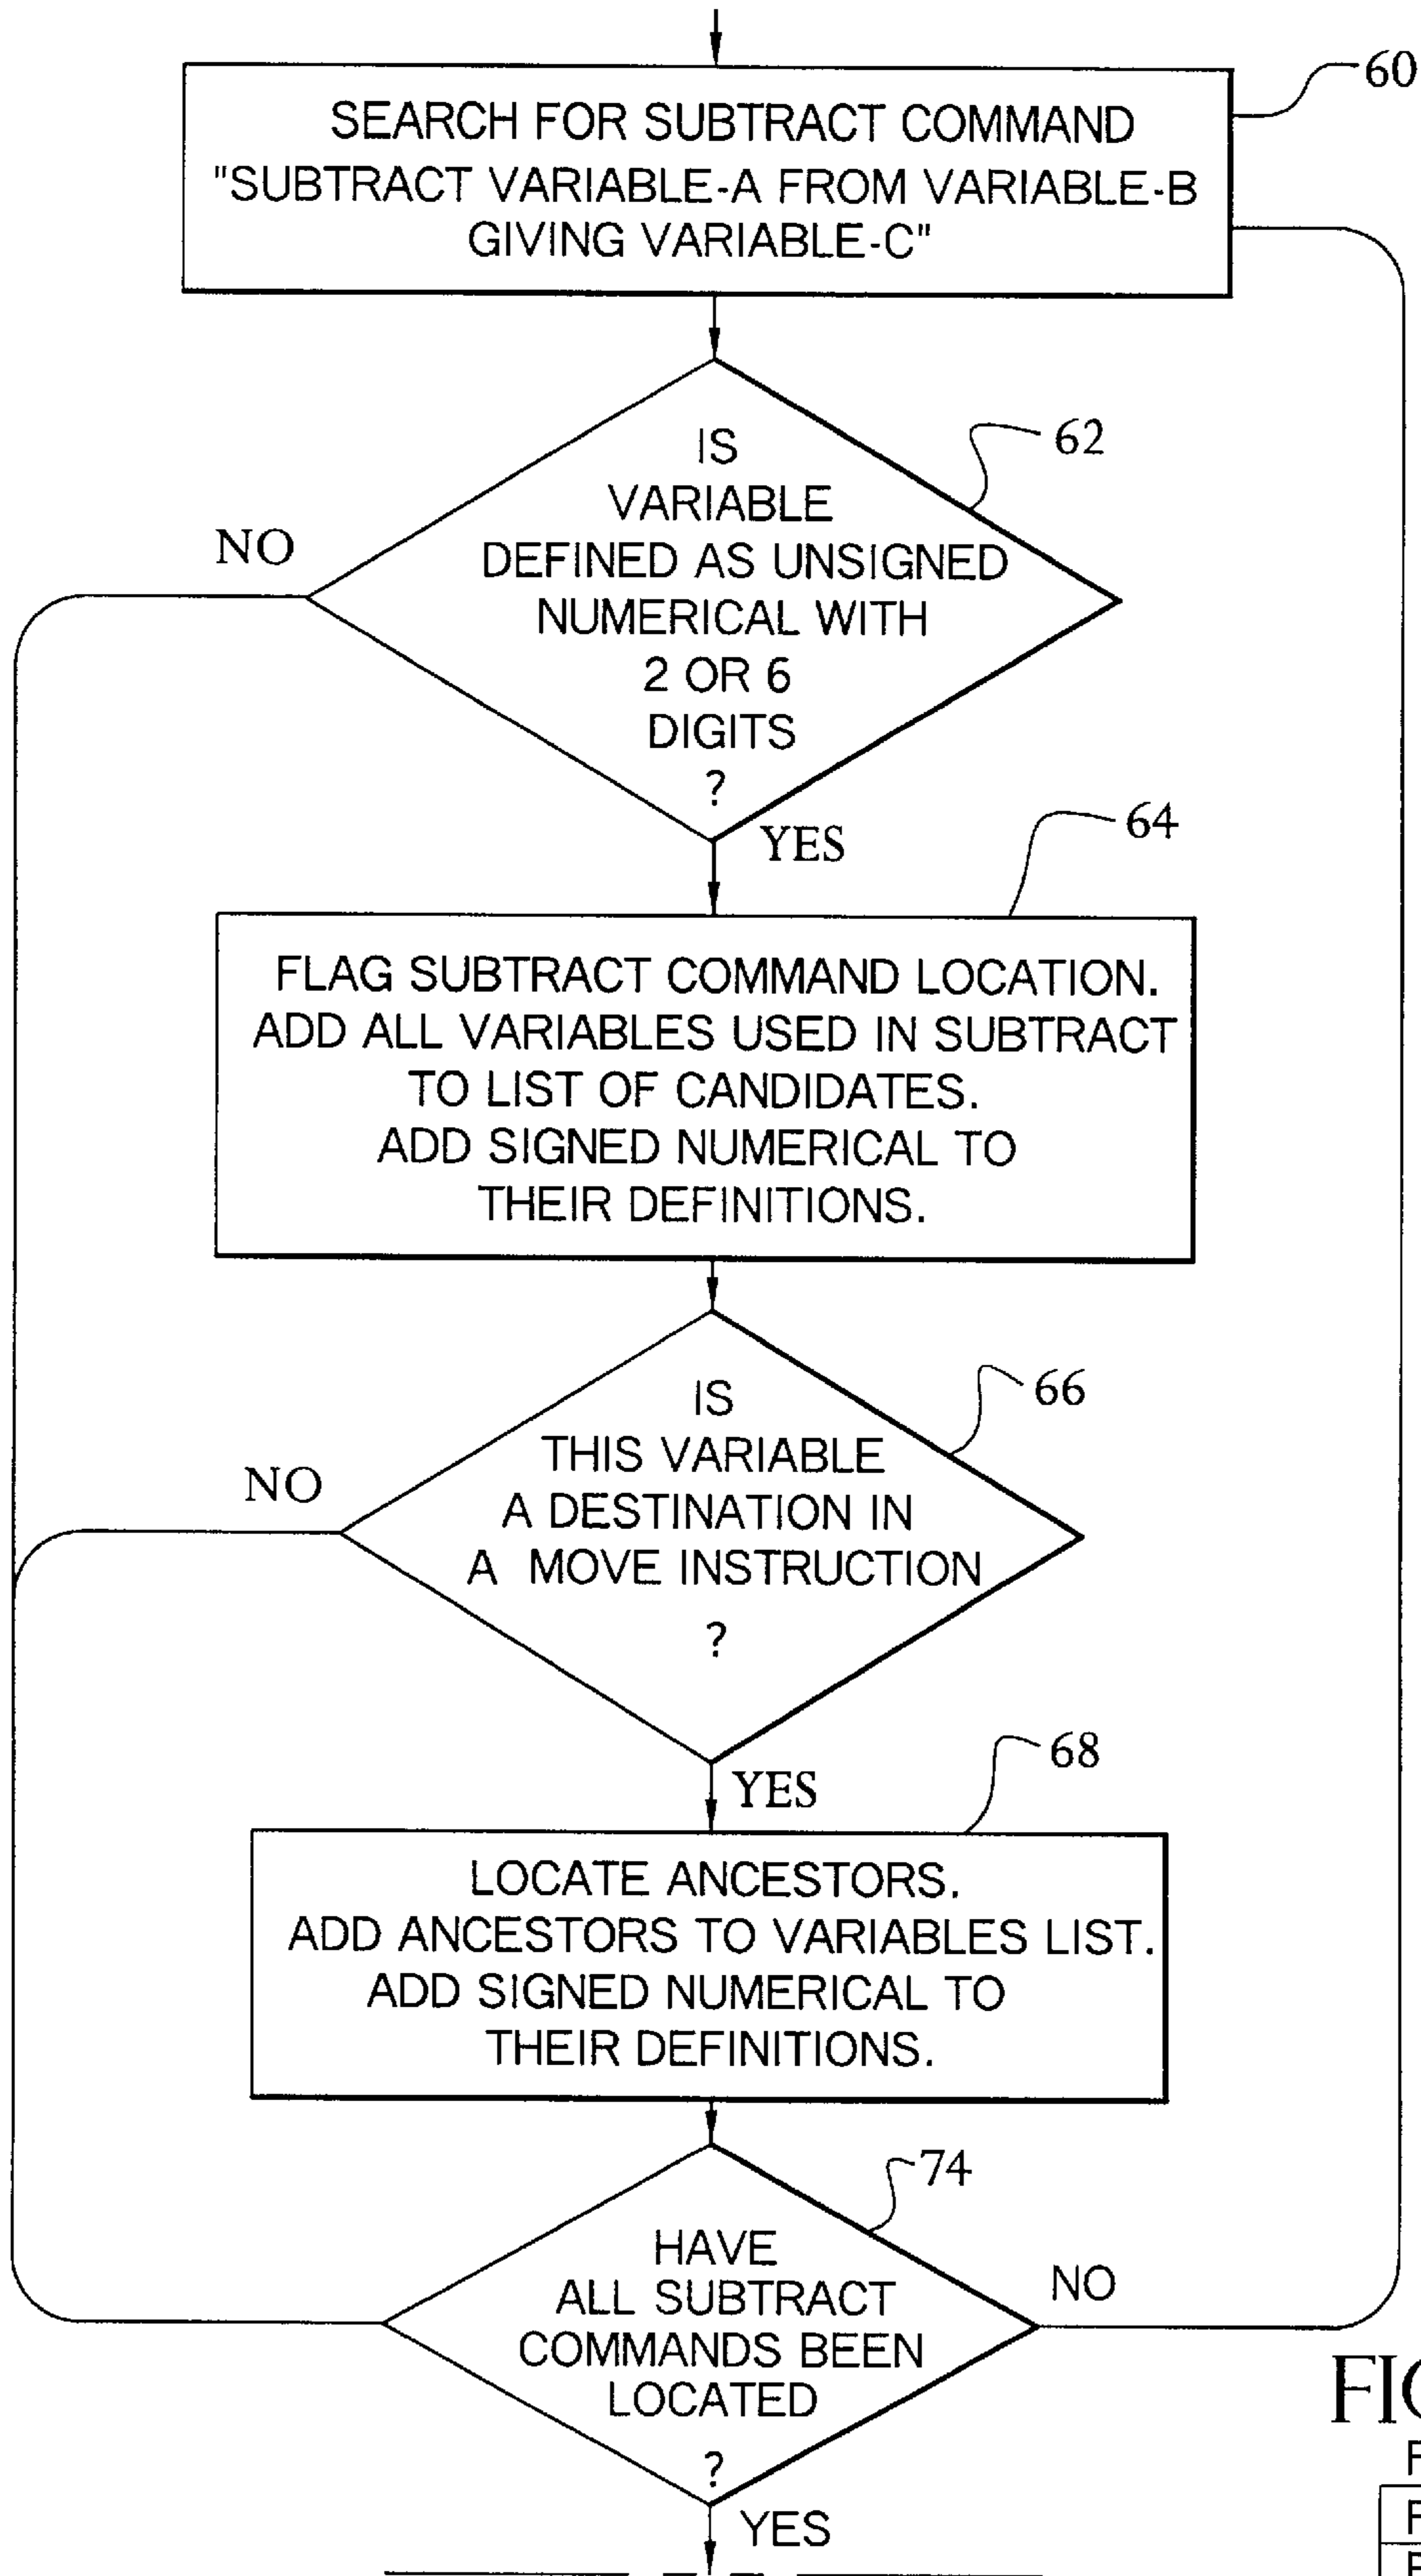 60
SEARCH FOR SUBTRACT COMMAND
"SUBTRACT VARIABLE-A FROM VARIABLE-B
GIVING VARIABLE-C"
62
IS
VARIABLE
DEFINED AS UNSIGNED
NUMERICAL WITH
2 OR 6
DIGITS
?
NO
YES
64
FLAG SUBTRACT COMMAND LOCATION.
ADD ALL VARIABLES USED IN SUBTRACT
TO LIST OF CANDIDATES.
ADD SIGNED NUMERICAL TO
THEIR DEFINITIONS.
66
IS
THIS VARIABLE
A DESTINATION IN
A MOVE INSTRUCTION
?
NO
YES
68
LOCATE ANCESTORS.
ADD ANCESTORS TO VARIABLES LIST.
ADD SIGNED NUMERICAL TO
THEIR DEFINITIONS.
74
HAVE
ALL SUBTRACT
COMMANDS BEEN
LOCATED
?
NO
YES